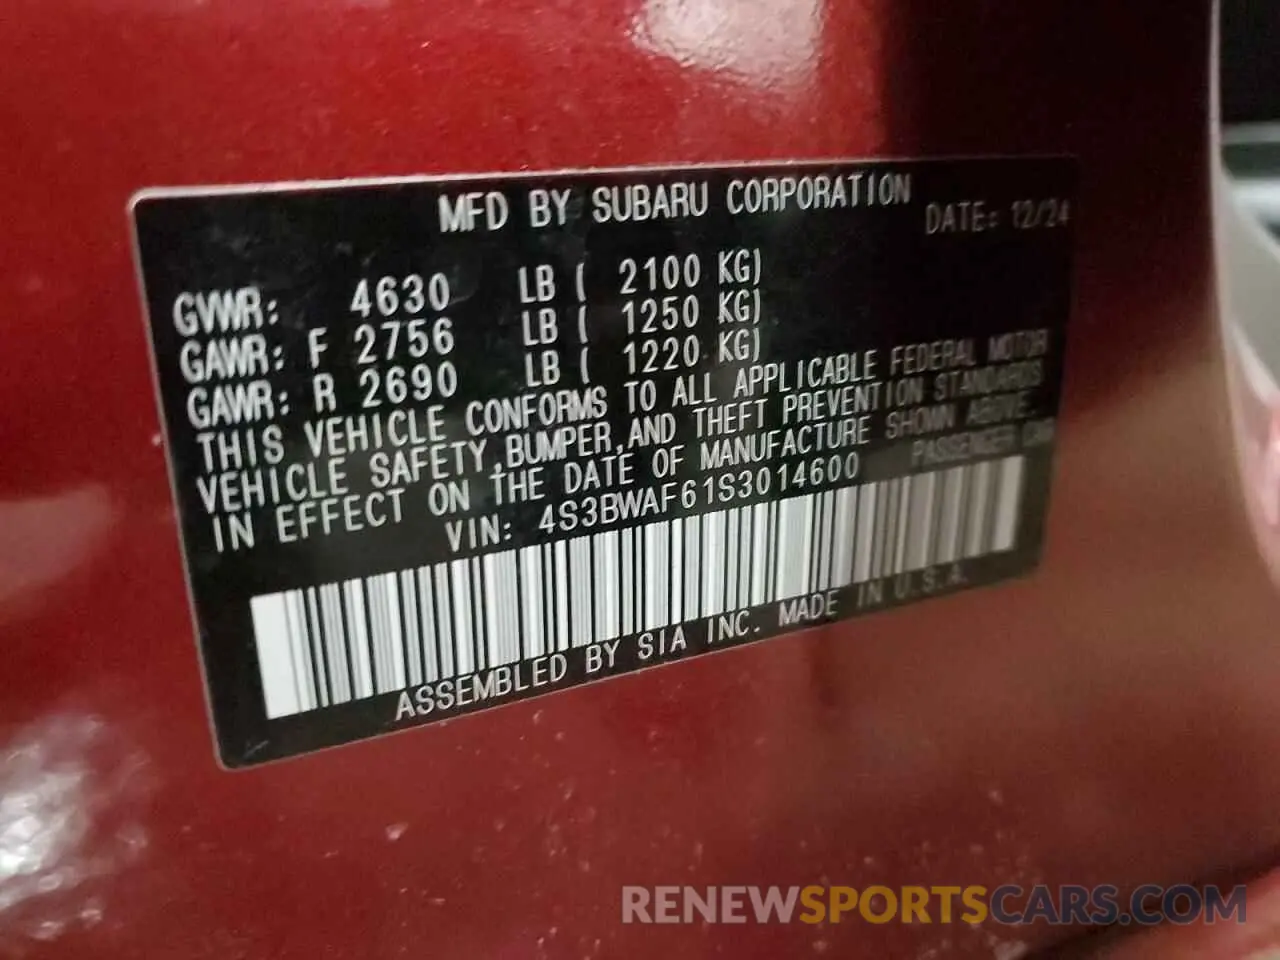 MFD BY SUBARU CORPORATION DATE: 12/24
GVWR: 4630 LB ( 2100 KG)
GAWR: F 2756 LB ( 1250 KG)
GAWR: R 2690 LB ( 1220 KG)
THIS VEHICLE CONFORMS TO ALL APPLICABLE FEDERAL MOTOR
VEHICLE SAFETY,BUMPER,AND THEFT PREVENTION STANDARDS
IN EFFECT ON THE DATE OF MANUFACTURE SHOWN ABOVE.
VIN: 4S3BWAF61S3014600 PASSENGER CAR
ASSEMBLED BY SIA INC. MADE IN U.S.A.
RENEWSPORTSCARS.COM